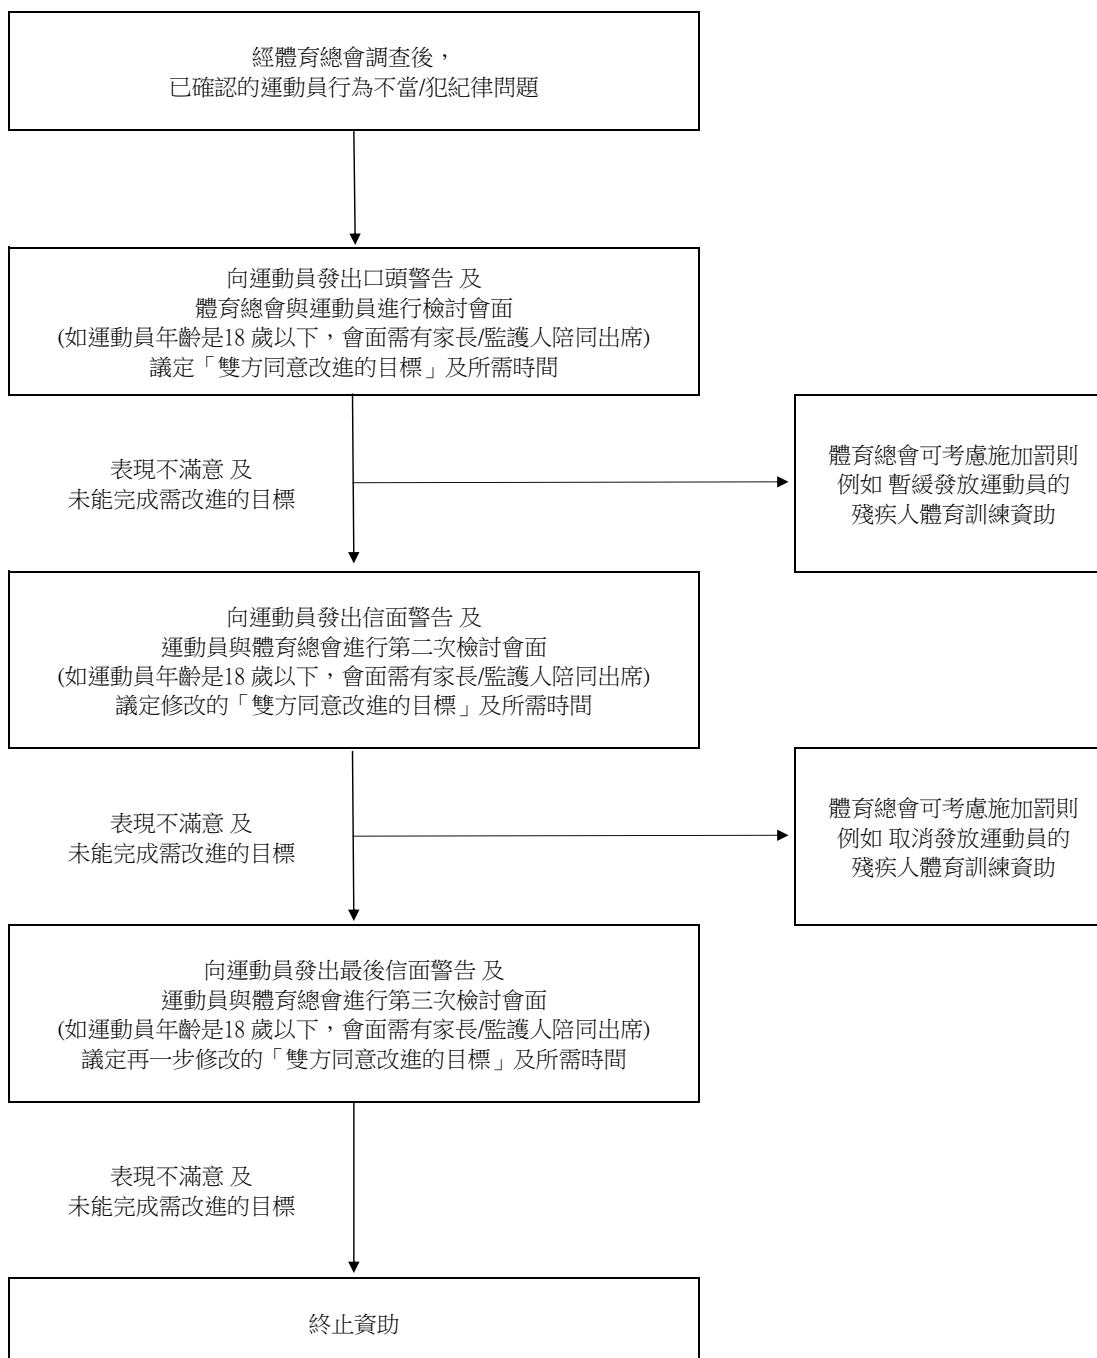 經體育總會調查後，
已確認的運動員行為不當/犯紀律問題
向運動員發出口頭警告 及
體育總會與運動員進行檢討會面
(如運動員年齡是18 歲以下，會面需有家長/監護人陪同出席)
議定「雙方同意改進的目標」及所需時間
表現不滿意 及
未能完成需改進的目標
體育總會可考慮施加罰則
例如 暫緩發放運動員的
殘疾人體育訓練資助
向運動員發出信面警告 及
運動員與體育總會進行第二次檢討會面
(如運動員年齡是18 歲以下，會面需有家長/監護人陪同出席)
議定修改的「雙方同意改進的目標」及所需時間
表現不滿意 及
未能完成需改進的目標
體育總會可考慮施加罰則
例如 取消發放運動員的
殘疾人體育訓練資助
向運動員發出最後信面警告 及
運動員與體育總會進行第三次檢討會面
(如運動員年齡是18 歲以下，會面需有家長/監護人陪同出席)
議定再一步修改的「雙方同意改進的目標」及所需時間
表現不滿意 及
未能完成需改進的目標
終止資助